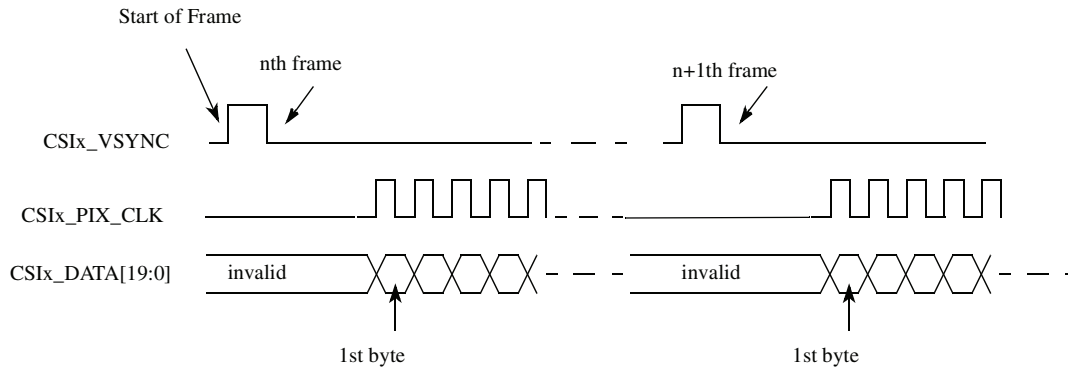 Start of Frame
nth frame
n+1th frame
CSIx_VSYNC
CSIx_PIX_CLK
CSIx_DATA[19:0]
invalid
invalid
1st byte
1st byte